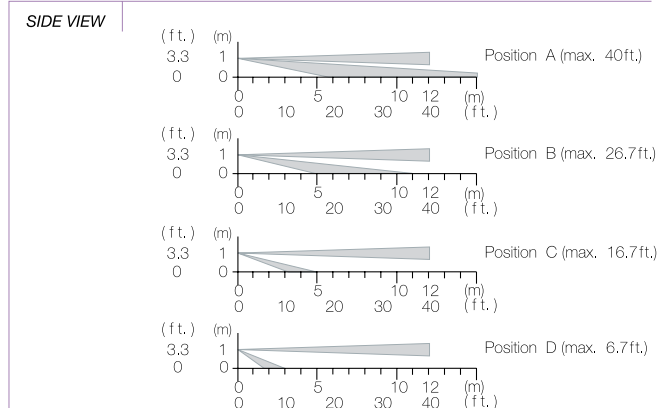 SIDE VIEW
(ft.) (m)
3.3 1 Position A (max. 40ft.)
0 0
0 5 10 12 (m)
0 10 20 30 40 (ft.)
(ft.) (m)
3.3 1 Position B (max. 26.7ft.)
0 0
0 5 10 12 (m)
0 10 20 30 40 (ft.)
(ft.) (m)
3.3 1 Position C (max. 16.7ft.)
0 0
0 5 10 12 (m)
0 10 20 30 40 (ft.)
(ft.) (m)
3.3 1 Position D (max. 6.7ft.)
0 0
0 5 10 12 (m)
0 10 20 30 40 (ft.)